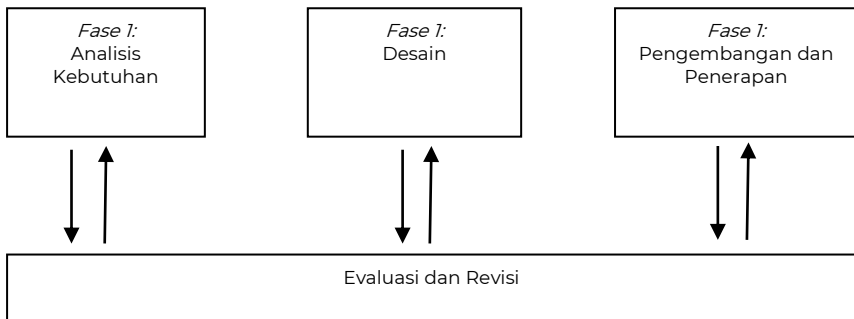 Fase 1:
Analisis
Kebutuhan
Fase 1:
Desain
Fase 1:
Pengembangan dan
Penerapan
Evaluasi dan Revisi